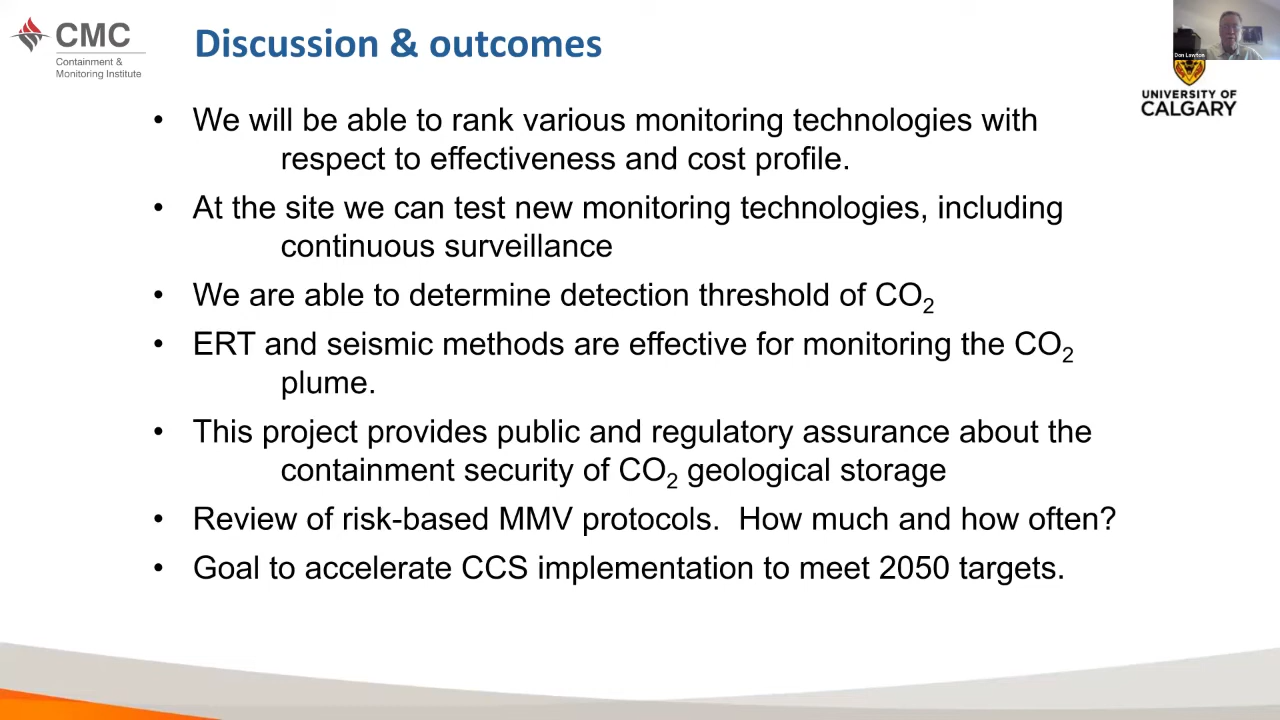 CMC
Containment &
Monitoring Institute
Discussion & outcomes
Don Lawton
UNIVERSITY OF
CALGARY
• We will be able to rank various monitoring technologies with
respect to effectiveness and cost profile.
• At the site we can test new monitoring technologies, including
continuous surveillance
• We are able to determine detection threshold of CO₂
• ERT and seismic methods are effective for monitoring the CO₂
plume.
• This project provides public and regulatory assurance about the
containment security of CO₂ geological storage
• Review of risk-based MMV protocols.  How much and how often?
• Goal to accelerate CCS implementation to meet 2050 targets.